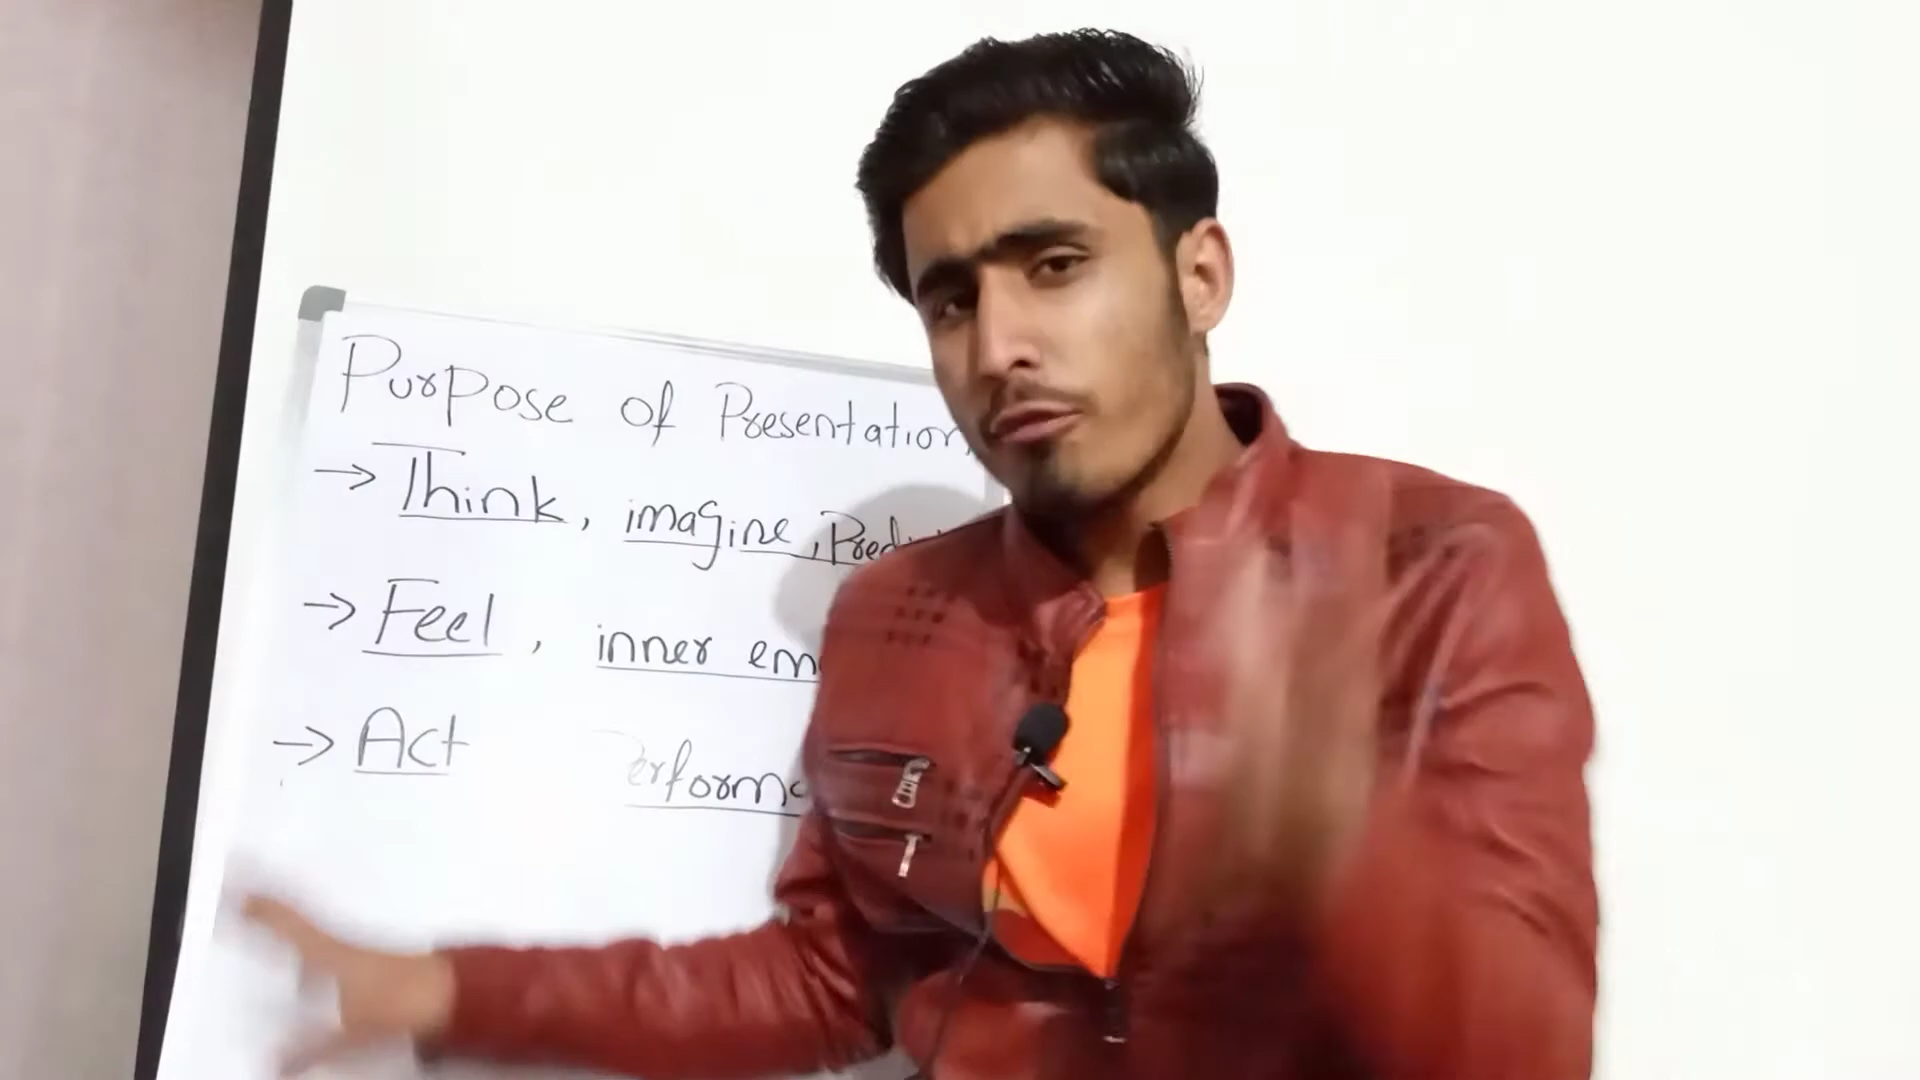 Purpose of Presentation
→ Think, imagine,
→ Feel, inner
→ Act